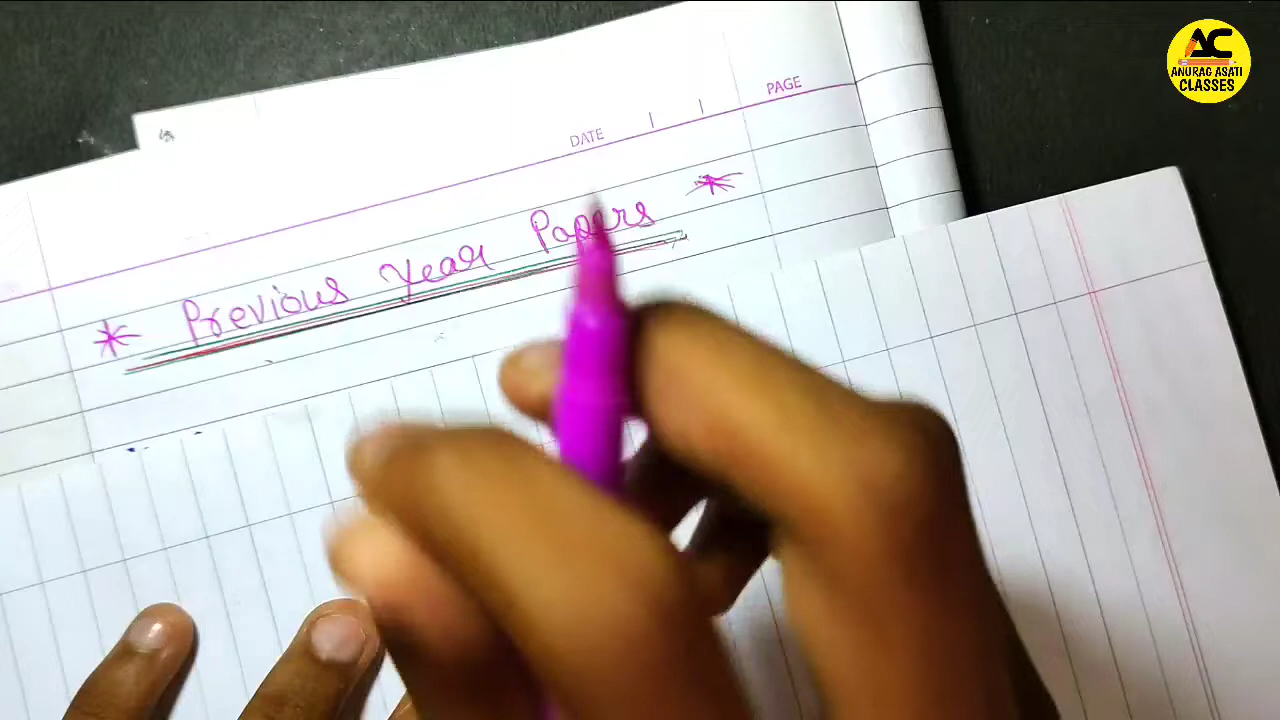 AC
ANURAG ASATI
CLASSES
PAGE
DATE
* Previous Year Papers *